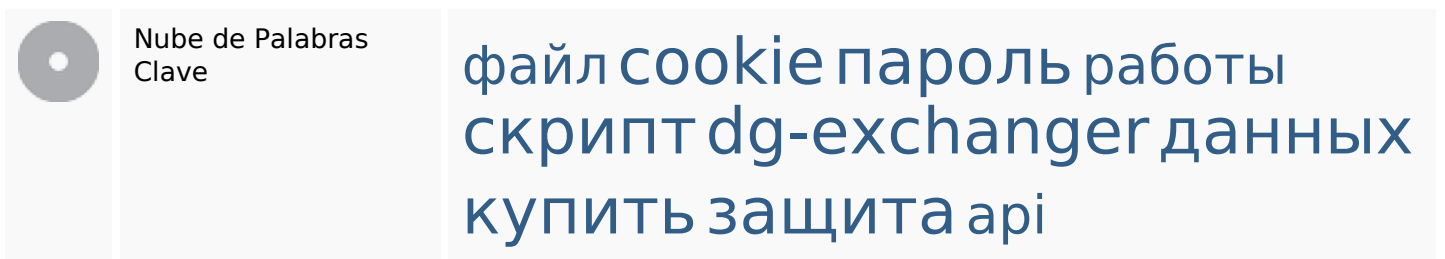 Nube de Palabras
Clave
файл cookie пароль работы
скрипт dg-exchanger данных
купить защита api